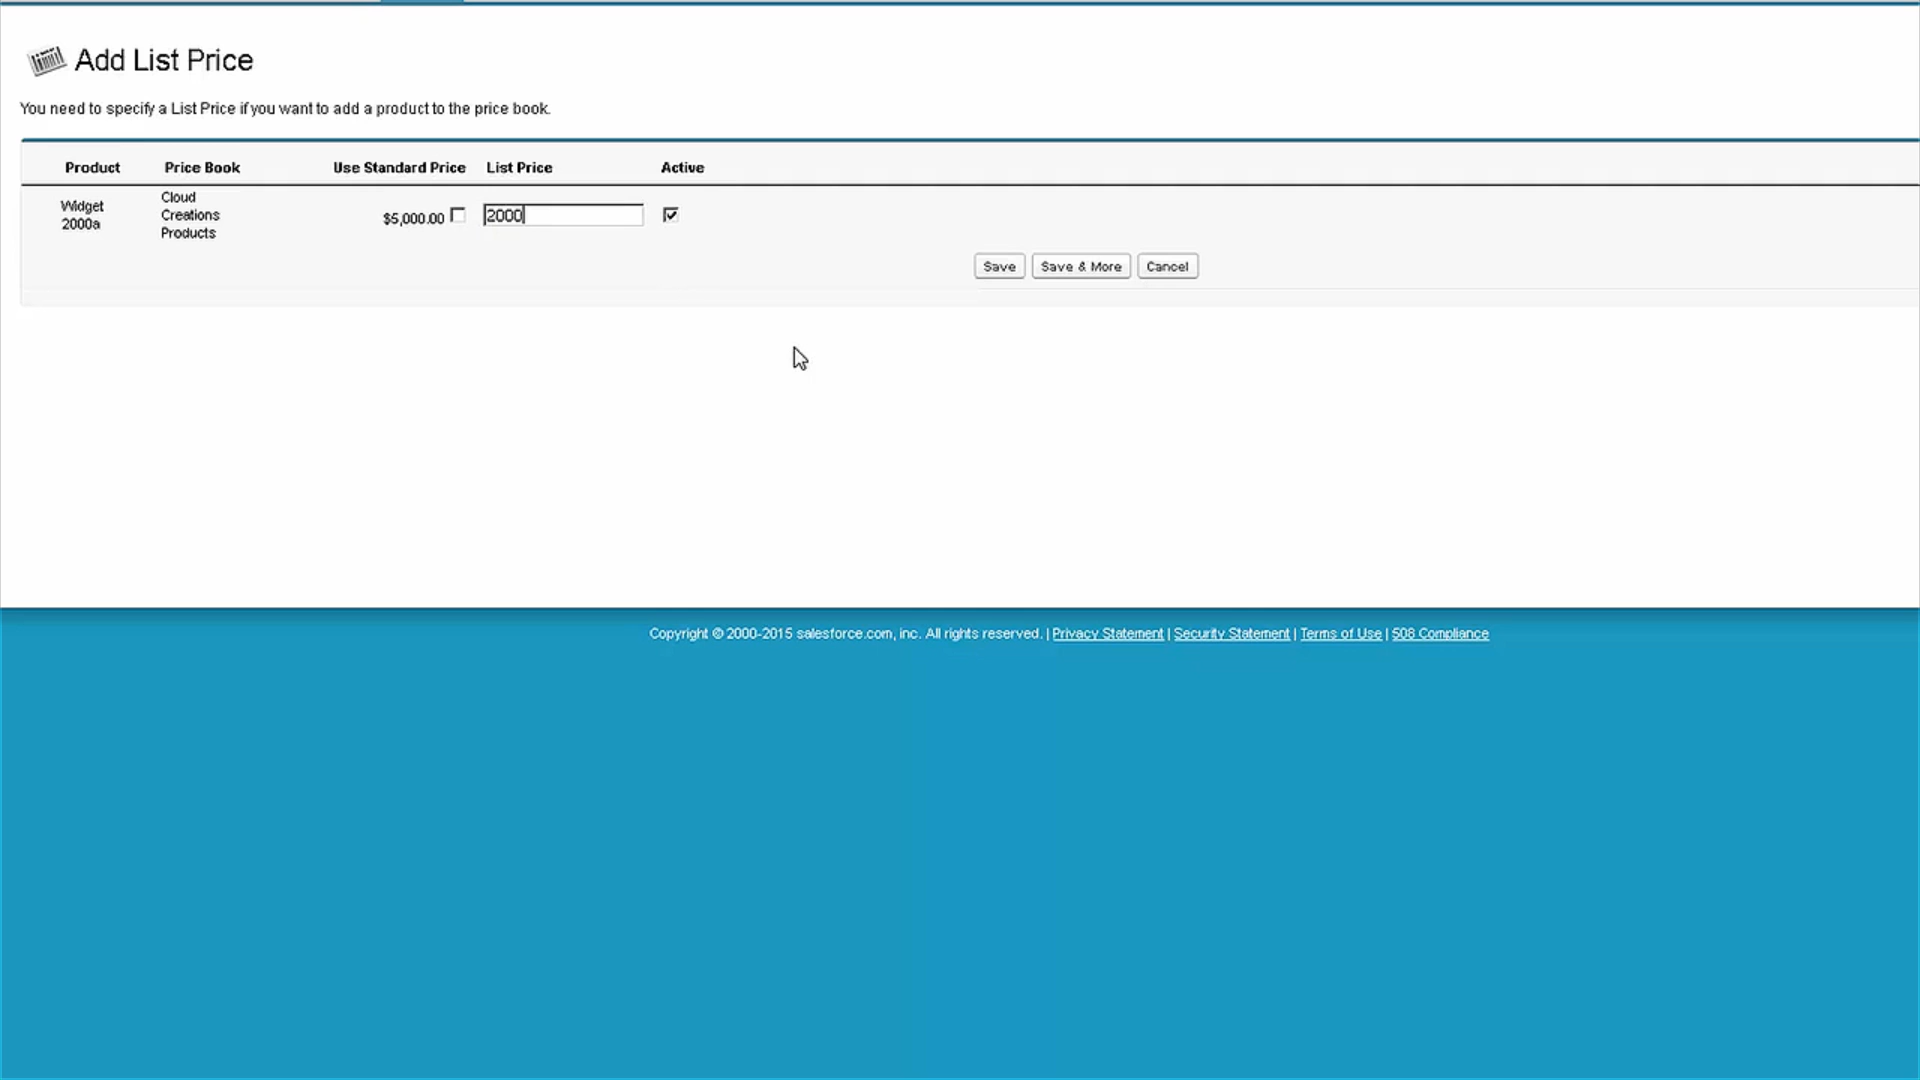 Add List Price
You need to specify a List Price if you want to add a product to the price book.
Product Price Book Use Standard Price List Price Active
Widget 2000a Cloud Creations Products $5,000.00 2000
Save Save & More Cancel
Copyright © 2000-2015 salesforce.com, inc. All rights reserved. | Privacy Statement | Security Statement | Terms of Use | 508 Compliance